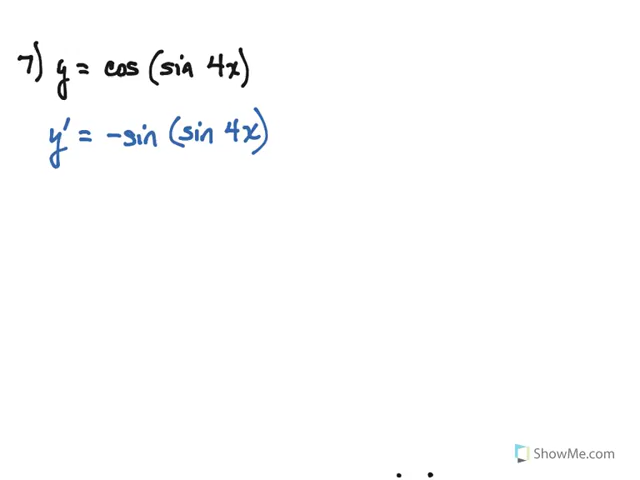 7) y = cos (sin 4x)
y' = -sin (sin 4x)
ShowMe.com